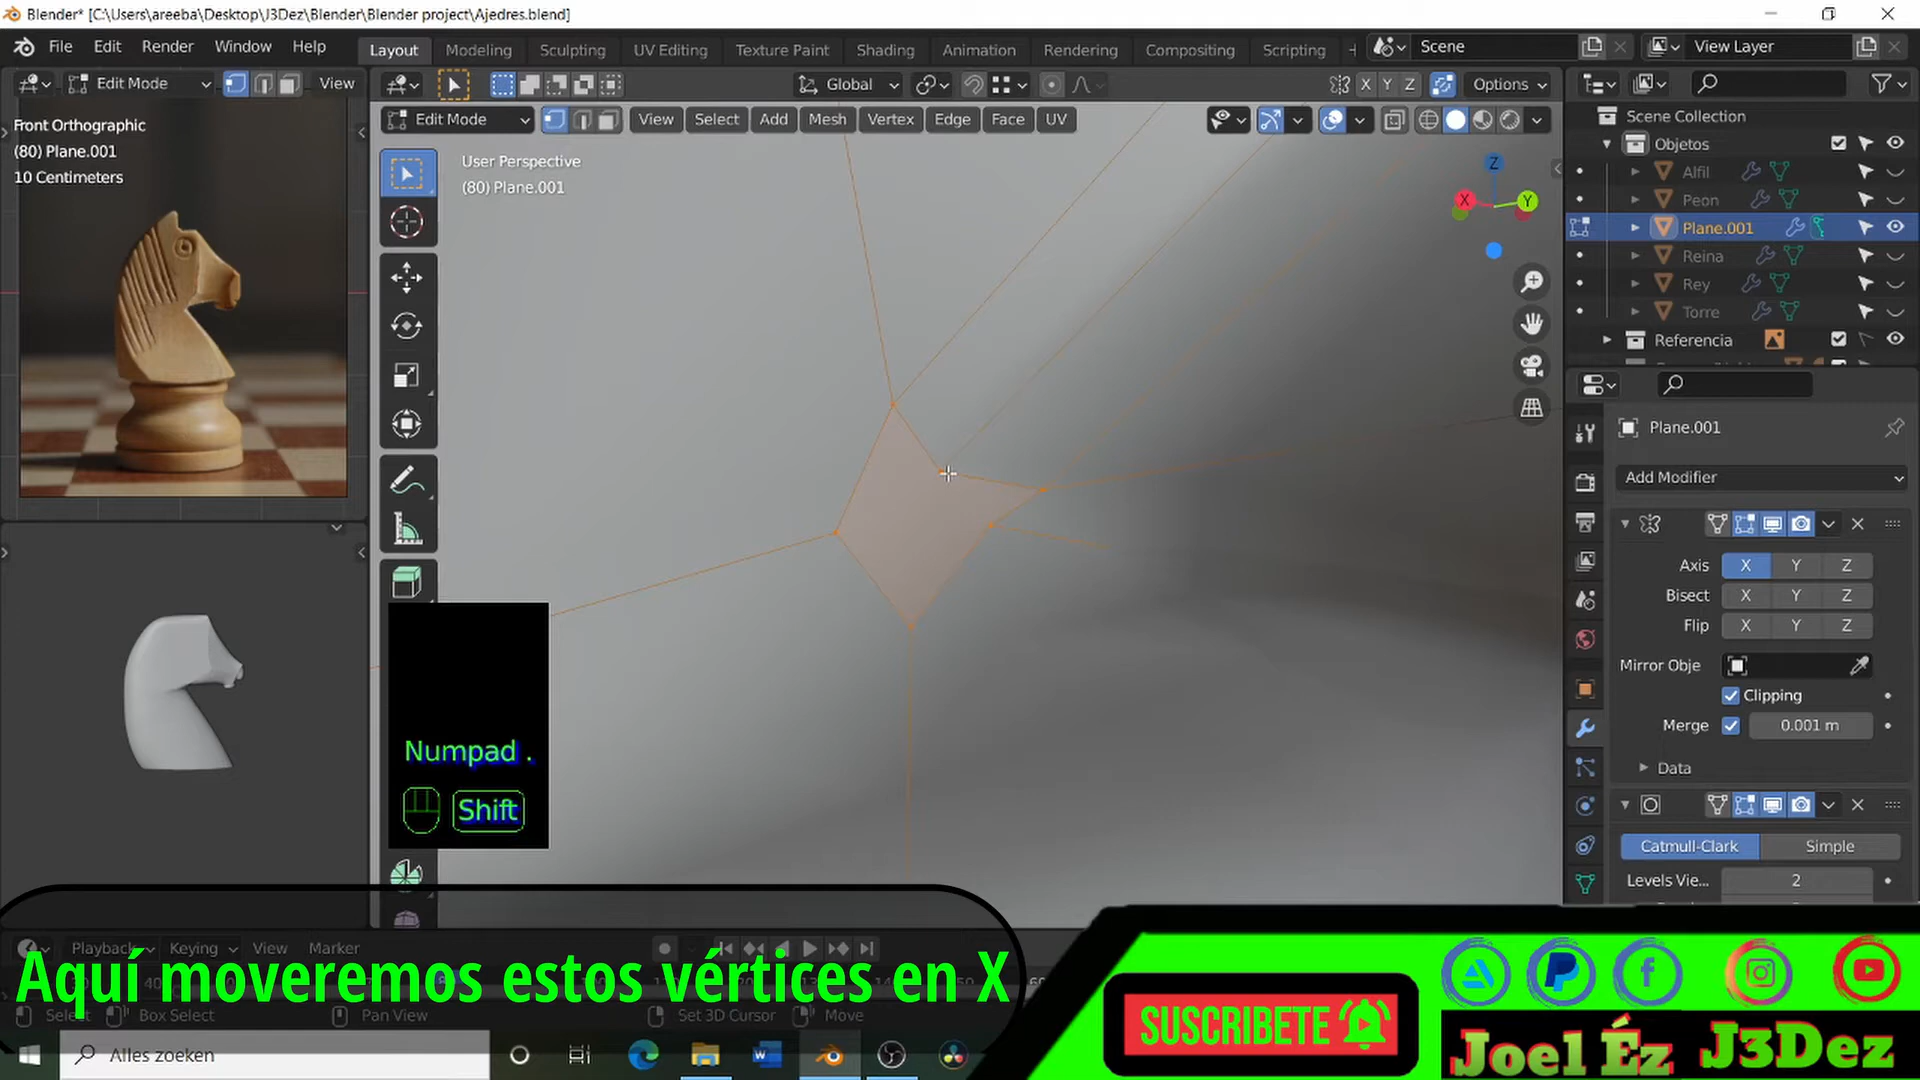 Blender* [C:\Users\areeba\Desktop\J3Dez\Blender\Blender project\Ajedres.blend]
File Edit Render Window Help
Layout Modeling Sculpting UV Editing Texture Paint Shading Animation Rendering Compositing Scripting
Scene
View Layer
Edit Mode View
Global
X Y Z Options
Edit Mode View Select Add Mesh Vertex Edge Face UV
Front Orthographic
(80) Plane.001
10 Centimeters
User Perspective
(80) Plane.001
Z
X
Y
Scene Collection
Objetos
Alfil
Peon
Plane.001
Reina
Rey
Torre
Referencia
Plane.001
Add Modifier
Axis X Y Z
Bisect X Y Z
Flip X Y Z
Mirror Obje
Clipping
Merge 0.001 m
Data
Catmull-Clark Simple
Levels Vie... 2
Numpad .
Shift
Playback Keying View Marker
Aquí moveremos estos vértices en X
Select Box Select Pan View Set 3D Cursor Move
SUSCRIBETE
Joel Éz J3Dez
Alles zoeken